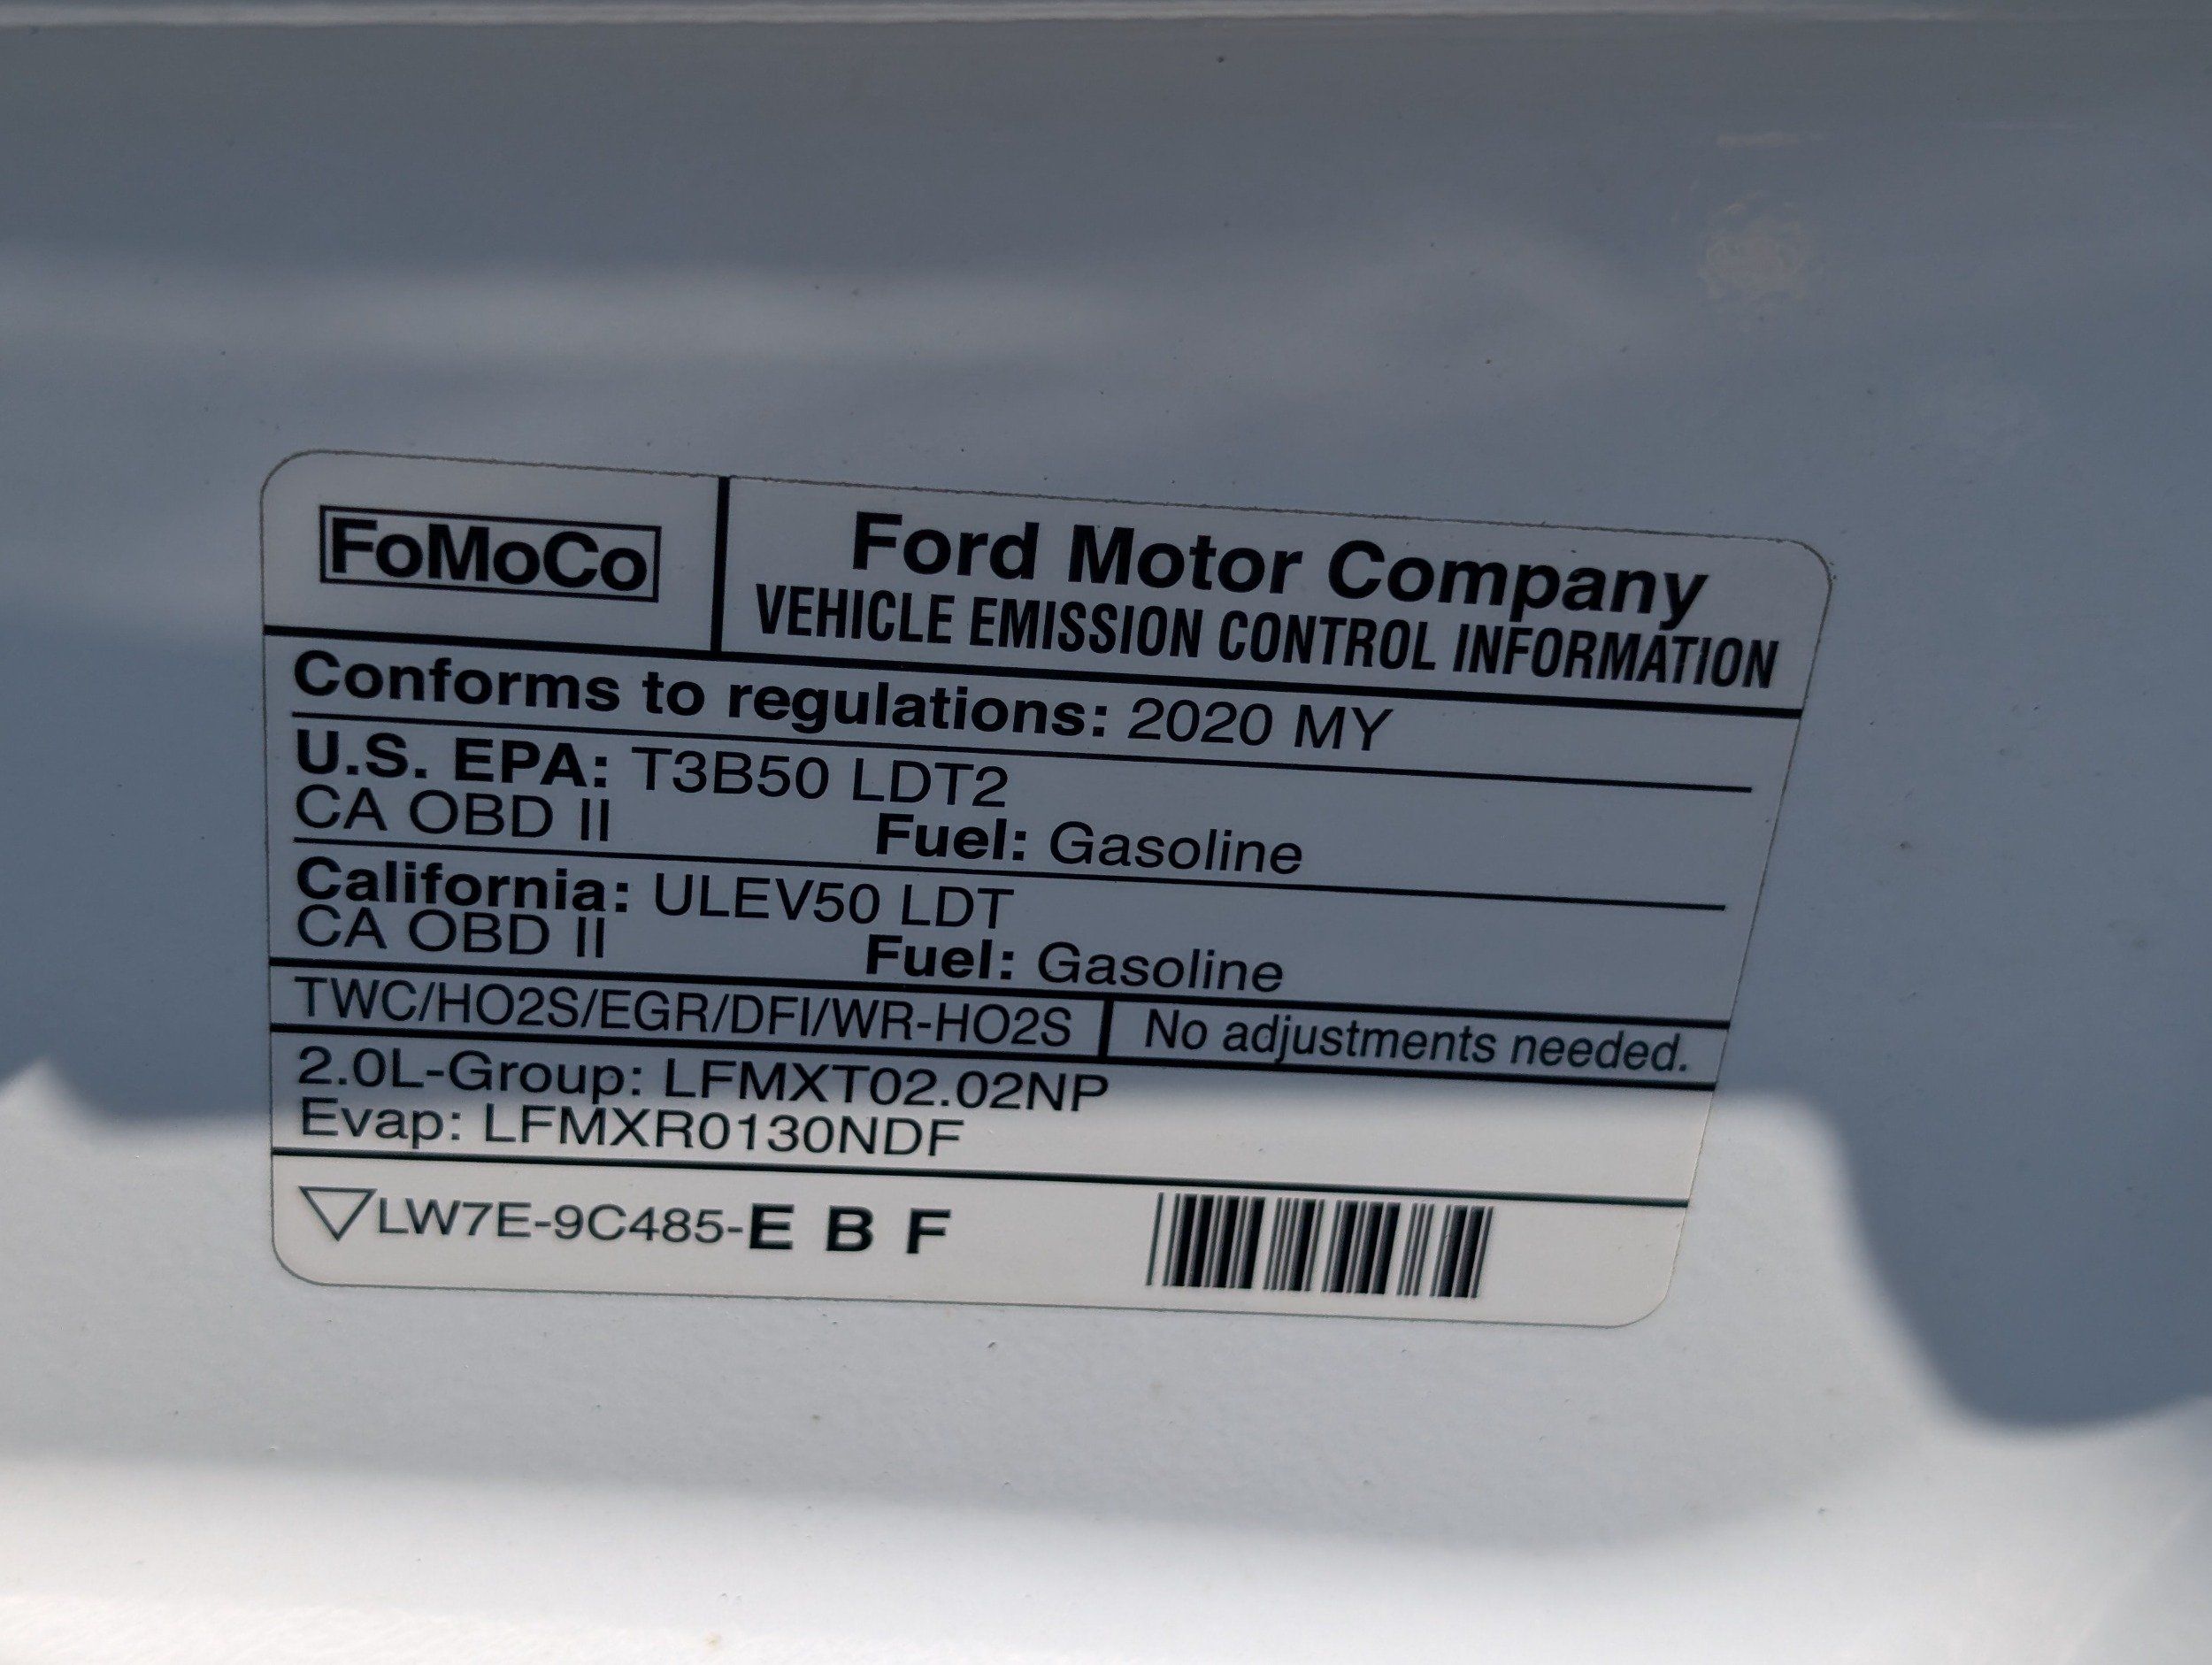 FoMoCo
Ford Motor Company
VEHICLE EMISSION CONTROL INFORMATION
Conforms to regulations: 2020 MY
U.S. EPA: T3B50 LDT2
CA OBD II Fuel: Gasoline
California: ULEV50 LDT
CA OBD II Fuel: Gasoline
TWC/HO2S/EGR/DFI/WR-HO2S No adjustments needed.
2.0L-Group: LFMXT02.02NP
Evap: LFMXR0130NDF
LW7E-9C485-E B F